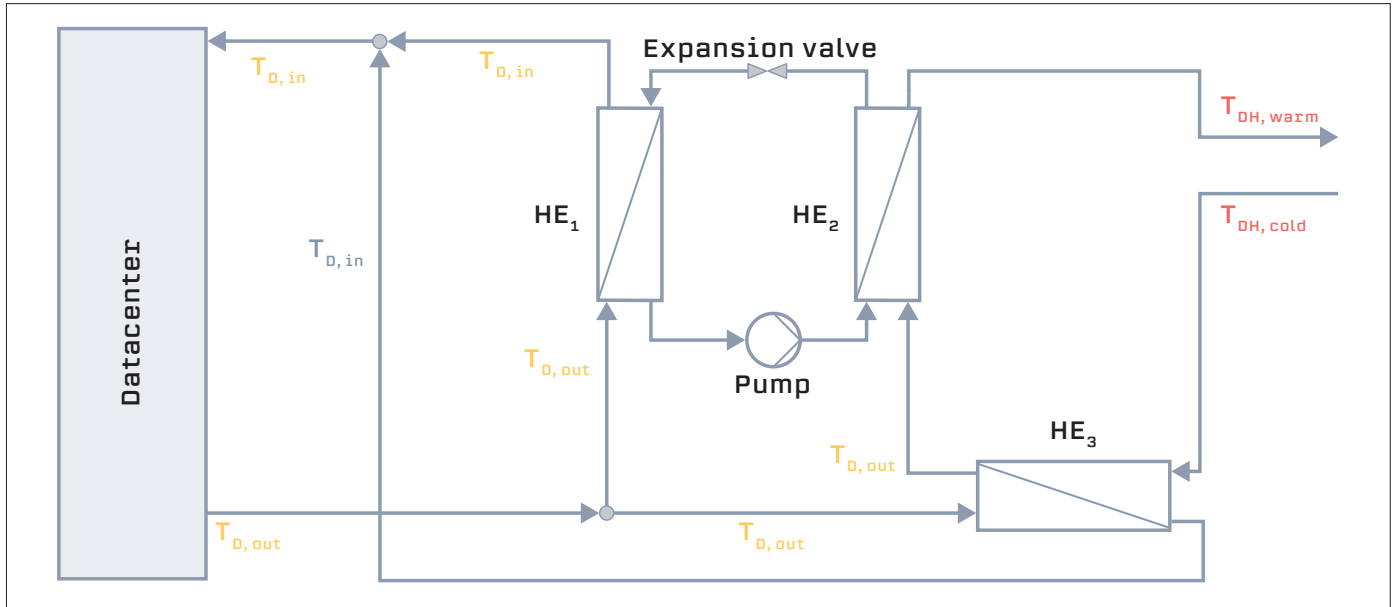 Expansion valve
T D, in
T D, in
T DH, warm
HE1
HE2
T DH, cold
T D, in
Datacenter
T D, out
Pump
HE3
T D, out
T D, out
T D, out